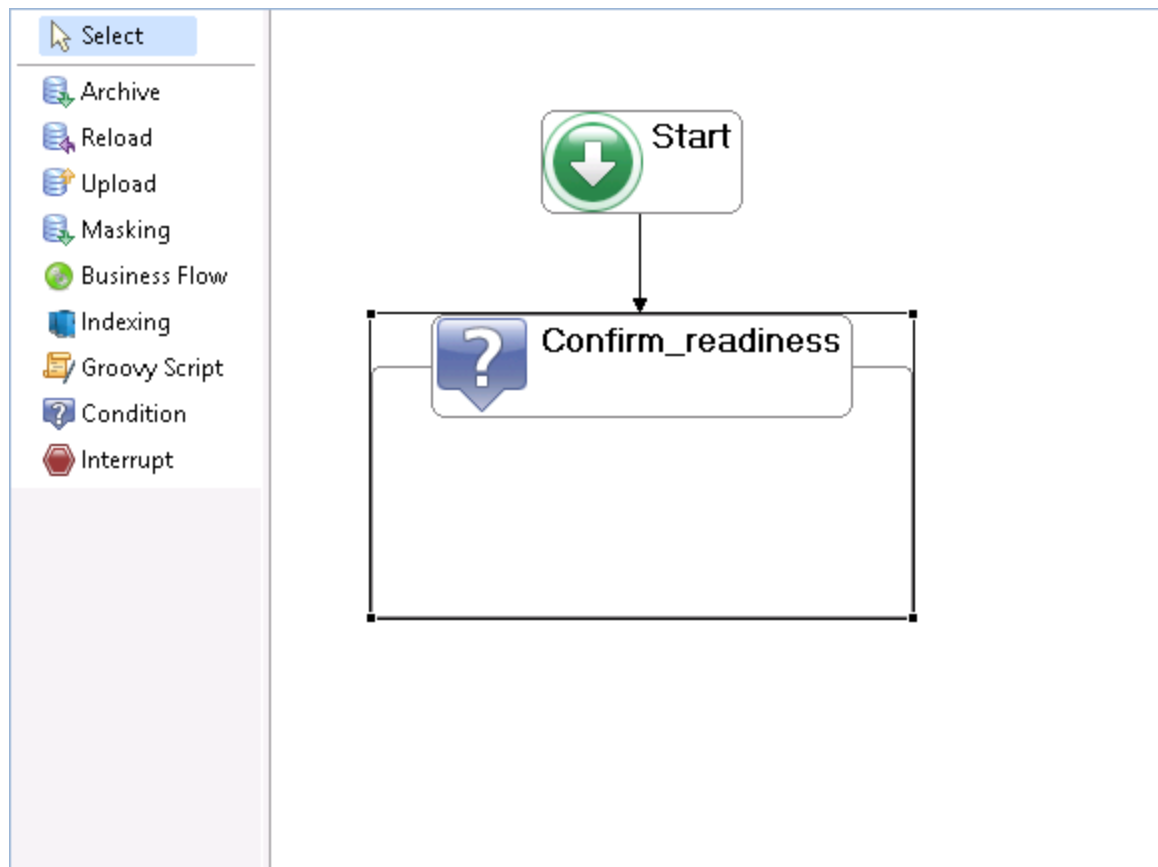 Select
Archive
Reload
Upload
Masking
Business Flow
Indexing
Groovy Script
Condition
Interrupt
Start
Confirm_readiness